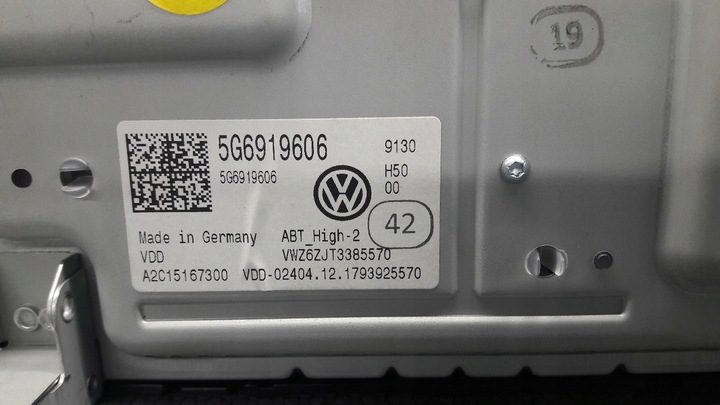 19
5G6919606 9130
5G6919606 H50
00
VW
42
Made in Germany ABT_High-2
VDD VWZ6ZJT3385570
A2C15167300 VDD-02404.12.1793925570